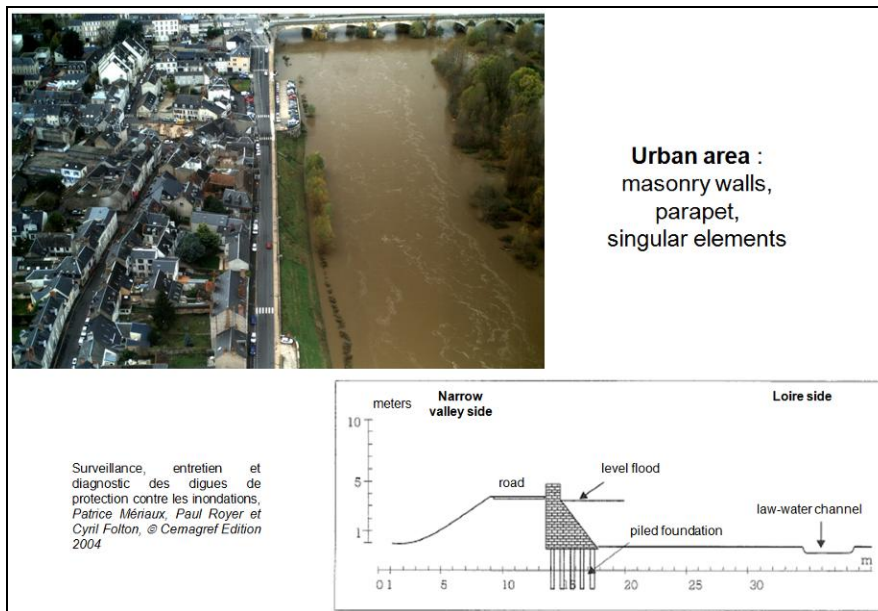 Urban area :
masonry walls,
parapet,
singular elements
Surveillance, entretien et
diagnostic des digues de
protection contre les inondations,
Patrice Mériaux, Paul Royer et
Cyril Folton, @ Cemagref Edition
2004
meters
Narrow
valley side
Loire side
10
5
1
road
level flood
piled foundation
law-water channel
m
0 1 5 10 15 20 25 30